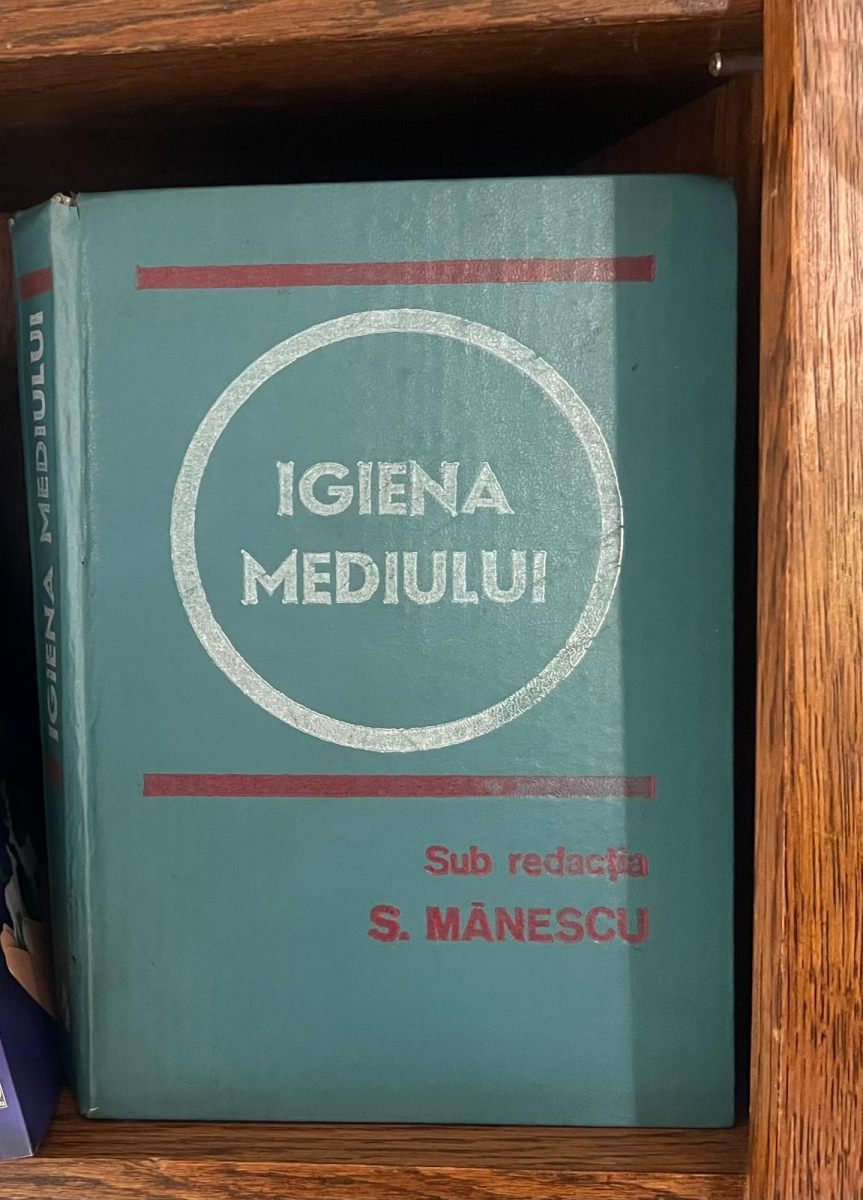 IGIENA MEDIULUI
IGIENA
MEDIULUI
Sub redacția
S. MĂNESCU